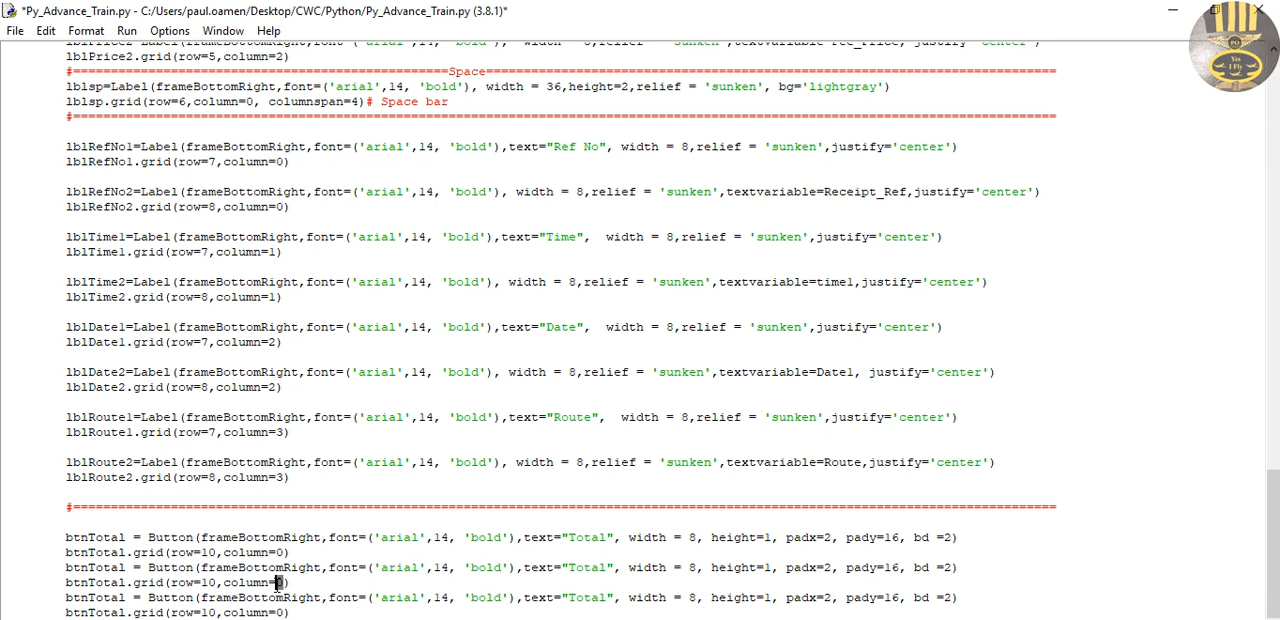 *Py_Advance_Train.py - C:/Users/paul.oamen/Desktop/CWC/Python/Py_Advance_Train.py (3.8.1)*
File Edit Format Run Options Window Help
lblPrice2.grid(row=5,column=2)
#==================================================Space============================================================================
lblsp=Label(frameBottomRight,font=('arial',14, 'bold'), width = 36,height=2,relief = 'sunken', bg='lightgray')
lblsp.grid(row=6,column=0, columnspan=4)# Space bar
#===================================================================================================================================
lblRefNo1=Label(frameBottomRight,font=('arial',14, 'bold'),text="Ref No", width = 8,relief = 'sunken',justify='center')
lblRefNo1.grid(row=7,column=0)
lblRefNo2=Label(frameBottomRight,font=('arial',14, 'bold'), width = 8,relief = 'sunken',textvariable=Receipt_Ref,justify='center')
lblRefNo2.grid(row=8,column=0)
lblTime1=Label(frameBottomRight,font=('arial',14, 'bold'),text="Time",  width = 8,relief = 'sunken',justify='center')
lblTime1.grid(row=7,column=1)
lblTime2=Label(frameBottomRight,font=('arial',14, 'bold'), width = 8,relief = 'sunken',textvariable=time1,justify='center')
lblTime2.grid(row=8,column=1)
lblDate1=Label(frameBottomRight,font=('arial',14, 'bold'),text="Date",  width = 8,relief = 'sunken',justify='center')
lblDate1.grid(row=7,column=2)
lblDate2=Label(frameBottomRight,font=('arial',14, 'bold'), width = 8,relief = 'sunken',textvariable=Date1, justify='center')
lblDate2.grid(row=8,column=2)
lblRoute1=Label(frameBottomRight,font=('arial',14, 'bold'),text="Route",  width = 8,relief = 'sunken',justify='center')
lblRoute1.grid(row=7,column=3)
lblRoute2=Label(frameBottomRight,font=('arial',14, 'bold'), width = 8,relief = 'sunken',textvariable=Route,justify='center')
lblRoute2.grid(row=8,column=3)
#===================================================================================================================================
btnTotal = Button(frameBottomRight,font=('arial',14, 'bold'),text="Total", width = 8, height=1, padx=2, pady=16, bd =2)
btnTotal.grid(row=10,column=0)
btnTotal = Button(frameBottomRight,font=('arial',14, 'bold'),text="Total", width = 8, height=1, padx=2, pady=16, bd =2)
btnTotal.grid(row=10,column=0)
btnTotal = Button(frameBottomRight,font=('arial',14, 'bold'),text="Total", width = 8, height=1, padx=2, pady=16, bd =2)
btnTotal.grid(row=10,column=0)
PO
Yes
I Fly